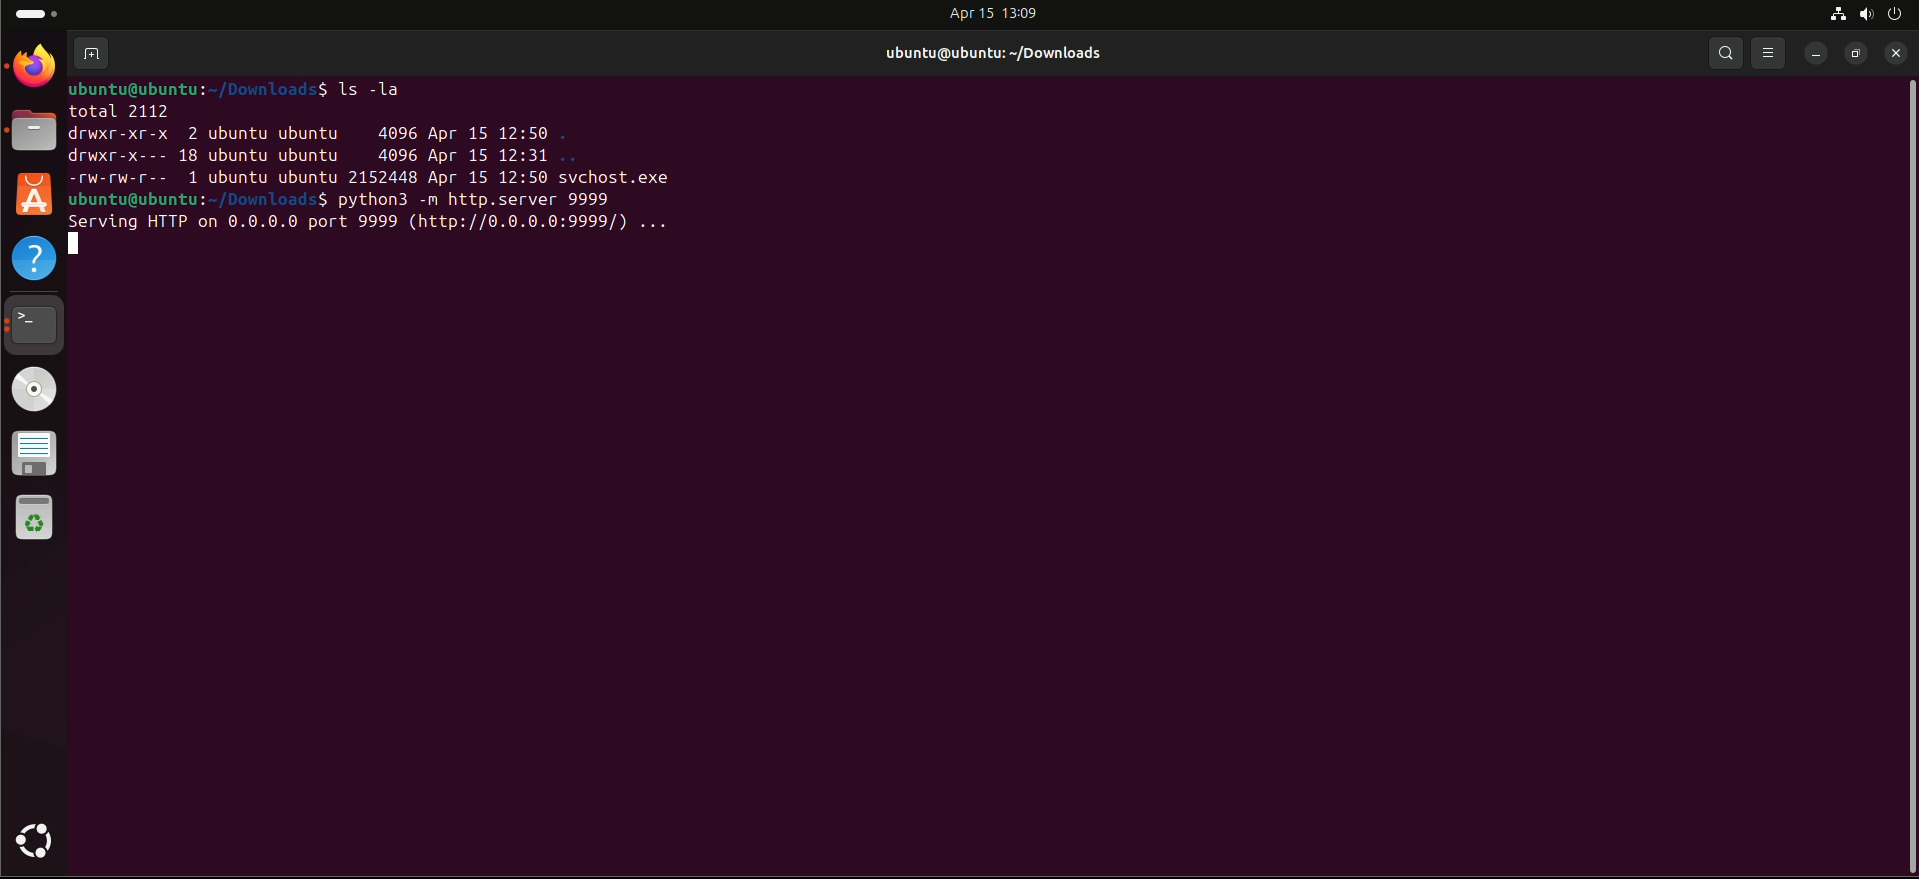 Apr 15 13:09
ubuntu@ubuntu: ~/Downloads
ubuntu@ubuntu:~/Downloads$ ls -la
total 2112
drwxr-xr-x  2 ubuntu ubuntu    4096 Apr 15 12:50 .
drwxr-x--- 18 ubuntu ubuntu    4096 Apr 15 12:31 ..
-rw-rw-r--  1 ubuntu ubuntu 2152448 Apr 15 12:50 svchost.exe
ubuntu@ubuntu:~/Downloads$ python3 -m http.server 9999
Serving HTTP on 0.0.0.0 port 9999 (http://0.0.0.0:9999/) ...